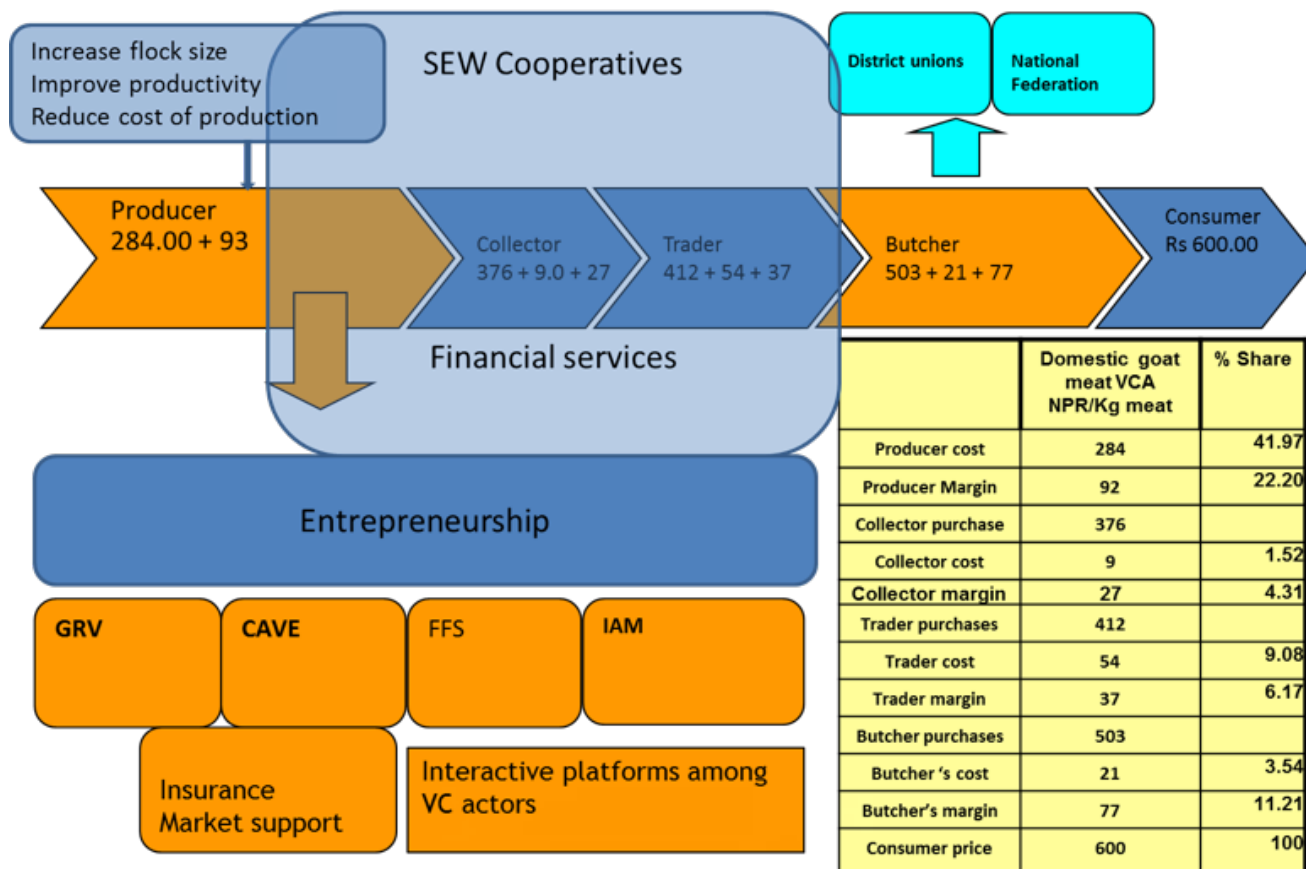 Increase flock size
Improve productivity
Reduce cost of production
SEW Cooperatives
District unions
National
Federation
Producer
284.00 + 93
Collector
376 + 9.0 + 27
Trader
412 + 54 + 37
Butcher
503 + 21 + 77
Consumer
Rs 600.00
Financial services
Entrepreneurship
GRV
CAVE
FFS
IAM
Insurance
Market support
Interactive platforms among
VC actors
Domestic goat
meat VCA
NPR/Kg meat
% Share
Producer cost 284 41.97
Producer Margin 92 22.20
Collector purchase 376
Collector cost 9 1.52
Collector margin 27 4.31
Trader purchases 412
Trader cost 54 9.08
Trader margin 37 6.17
Butcher purchases 503
Butcher 's cost 21 3.54
Butcher's margin 77 11.21
Consumer price 600 100